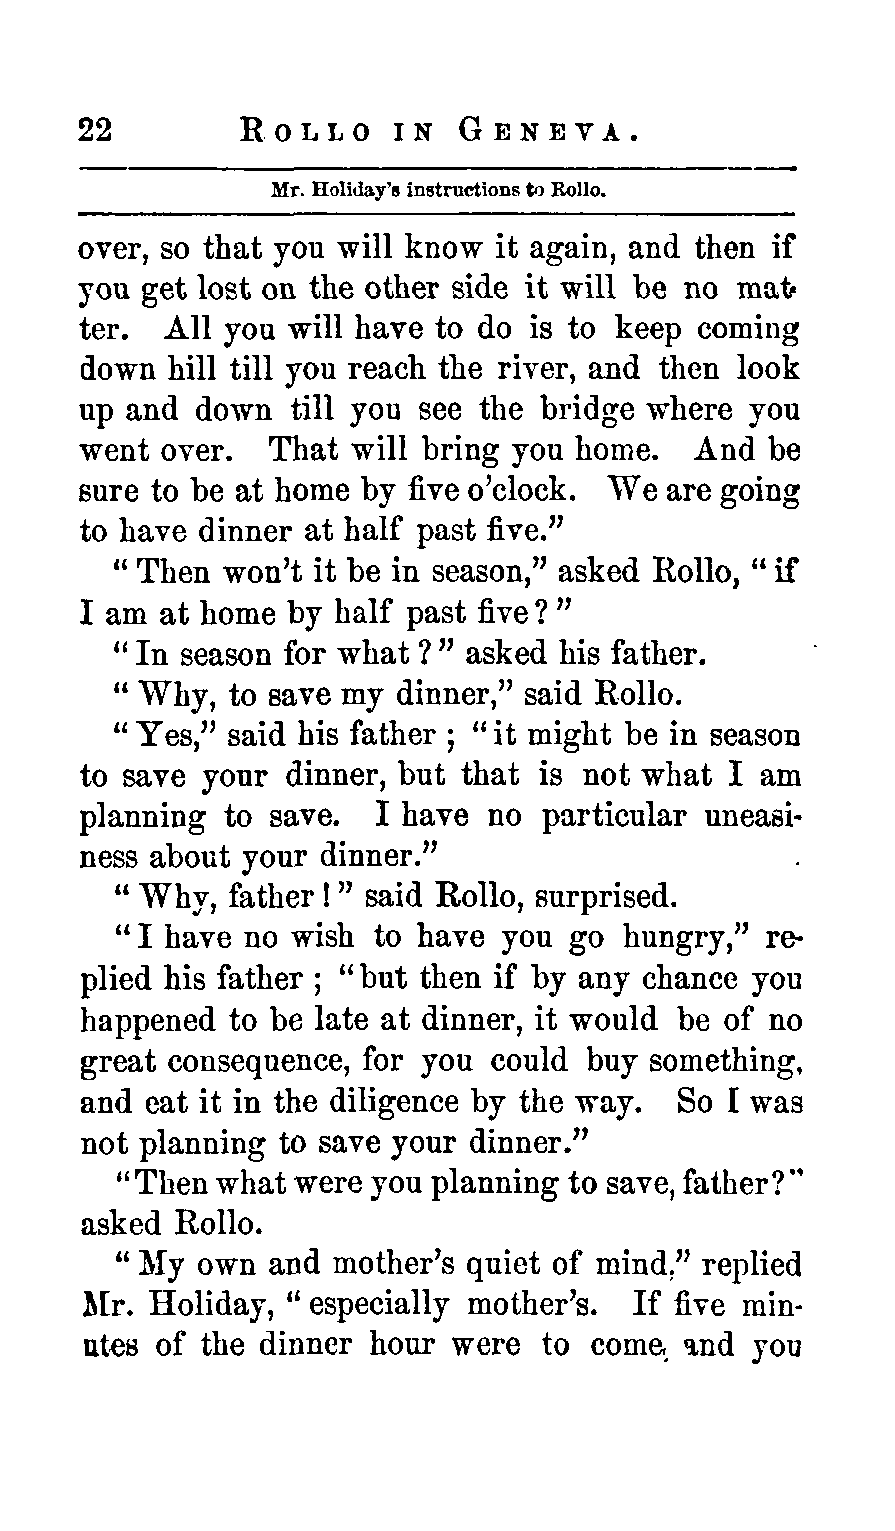 22 ROLLO IN GENEVA.
Mr. Holiday's instructions to Rollo.
over, so that you will know it again, and then if
you get lost on the other side it will be no mat-
ter. All you will have to do is to keep coming
down hill till you reach the river, and then look
up and down till you see the bridge where you
went over. That will bring you home. And be
sure to be at home by five o'clock. We are going
to have dinner at half past five."
"Then won't it be in season," asked Rollo, "if
I am at home by half past five?"
"In season for what?" asked his father.
"Why, to save my dinner," said Rollo.
"Yes," said his father; "it might be in season
to save your dinner, but that is not what I am
planning to save. I have no particular uneasi-
ness about your dinner."
"Why, father!" said Rollo, surprised.
"I have no wish to have you go hungry," re-
plied his father; "but then if by any chance you
happened to be late at dinner, it would be of no
great consequence, for you could buy something,
and eat it in the diligence by the way. So I was
not planning to save your dinner."
"Then what were you planning to save, father?"
asked Rollo.
"My own and mother's quiet of mind," replied
Mr. Holiday, "especially mother's. If five min-
utes of the dinner hour were to come, and you